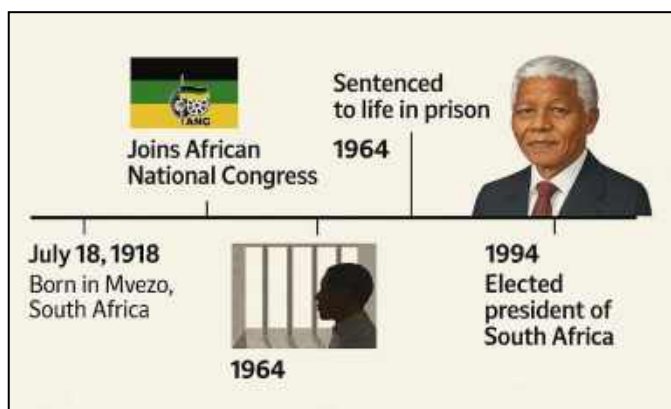 ANC
Joins African
National Congress
Sentenced
to life in prison
1964
July 18, 1918
Born in Mvezo,
South Africa
1964
1994
Elected
president of
South Africa